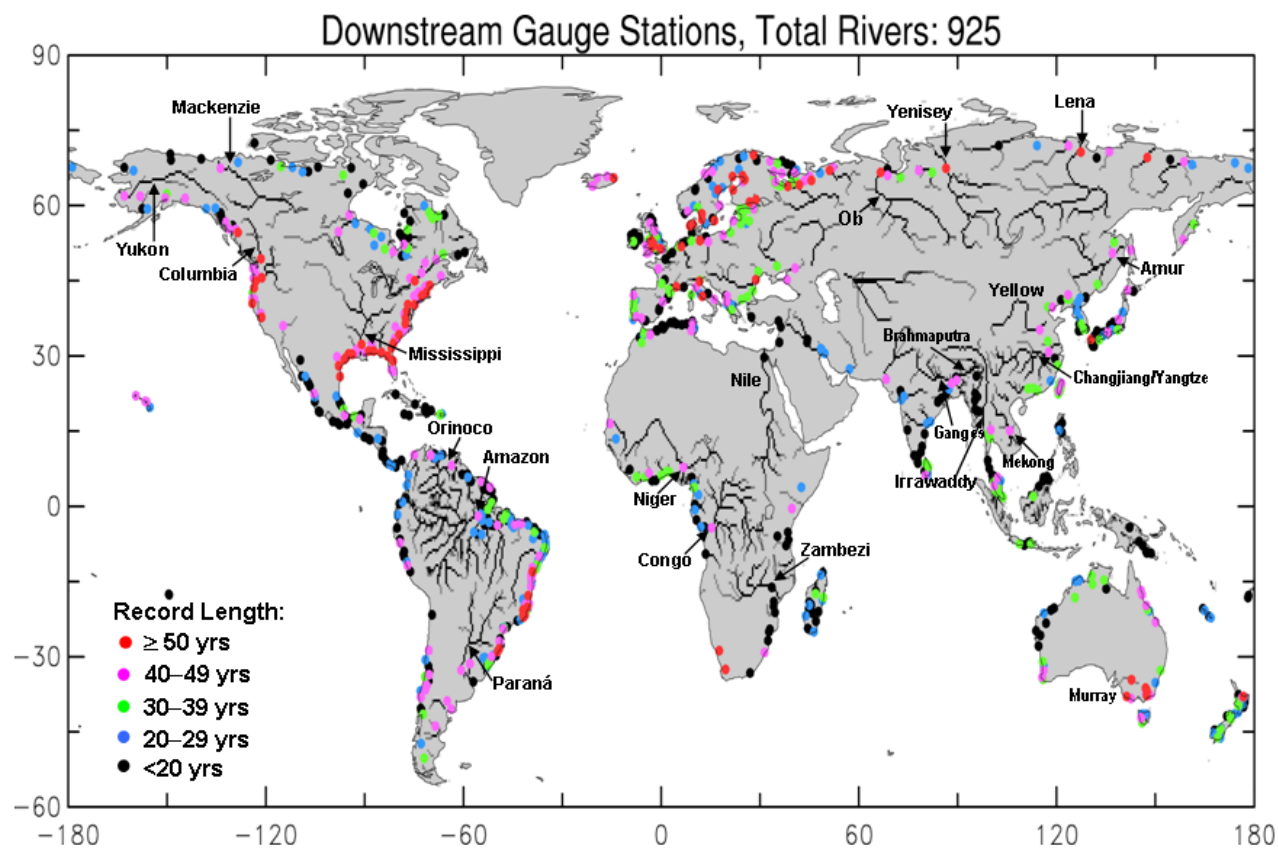 Downstream Gauge Stations, Total Rivers: 925
90
60
30
0
−30
−60
−180
−120
−60
0
60
120
180
Mackenzie
Yukon
Columbia
Mississippi
Orinoco
Amazon
Paraná
Niger
Nile
Congo
Zambezi
Ob
Yenisey
Lena
Amur
Yellow
Brahmaputra
Changjiang/Yangtze
Ganges
Mekong
Irrawaddy
Murray
Record Length:
≥ 50 yrs
40−49 yrs
30−39 yrs
20−29 yrs
<20 yrs